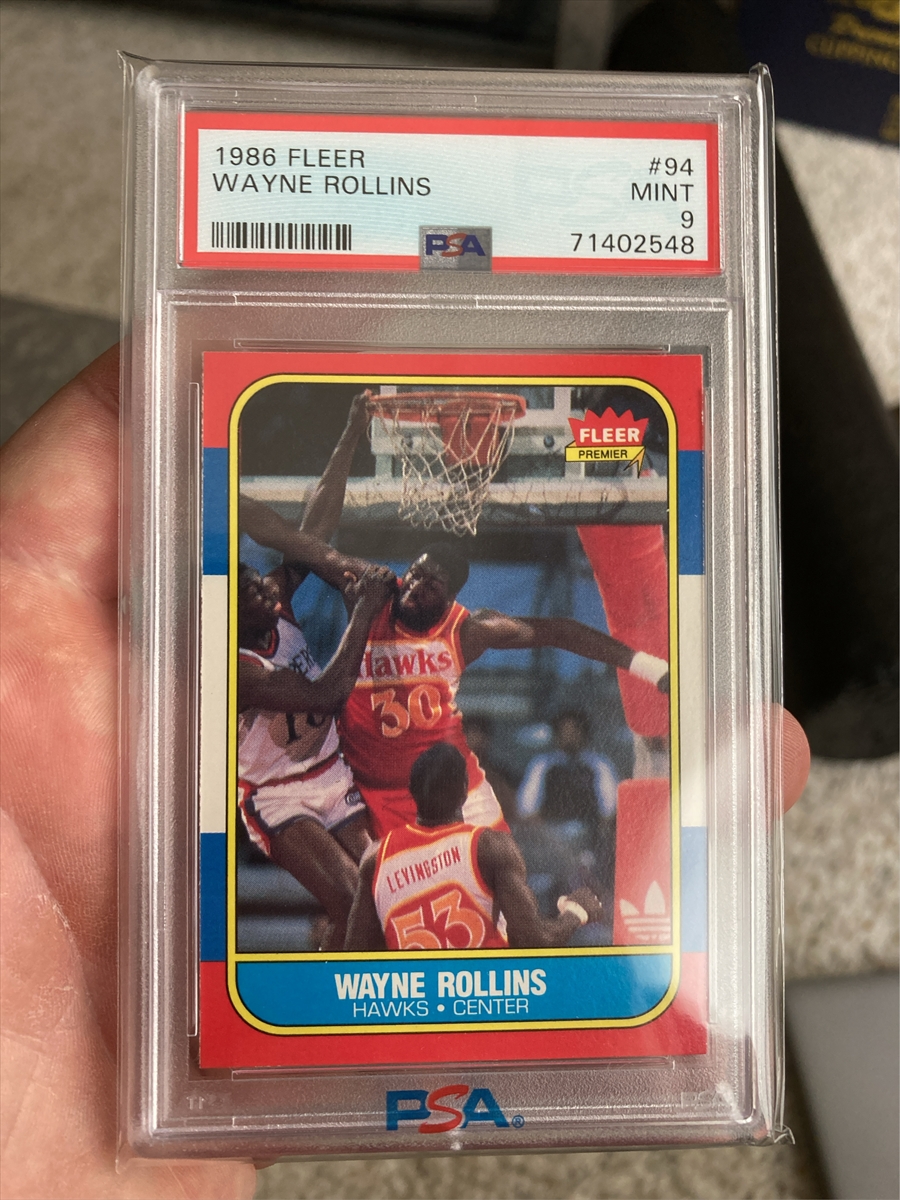 1986 FLEER
WAYNE ROLLINS
#94
MINT
9
71402548
PSA
FLEER
PREMIER
Hawks
30
LEVINGSTON
53
WAYNE ROLLINS
HAWKS • CENTER
PSA®